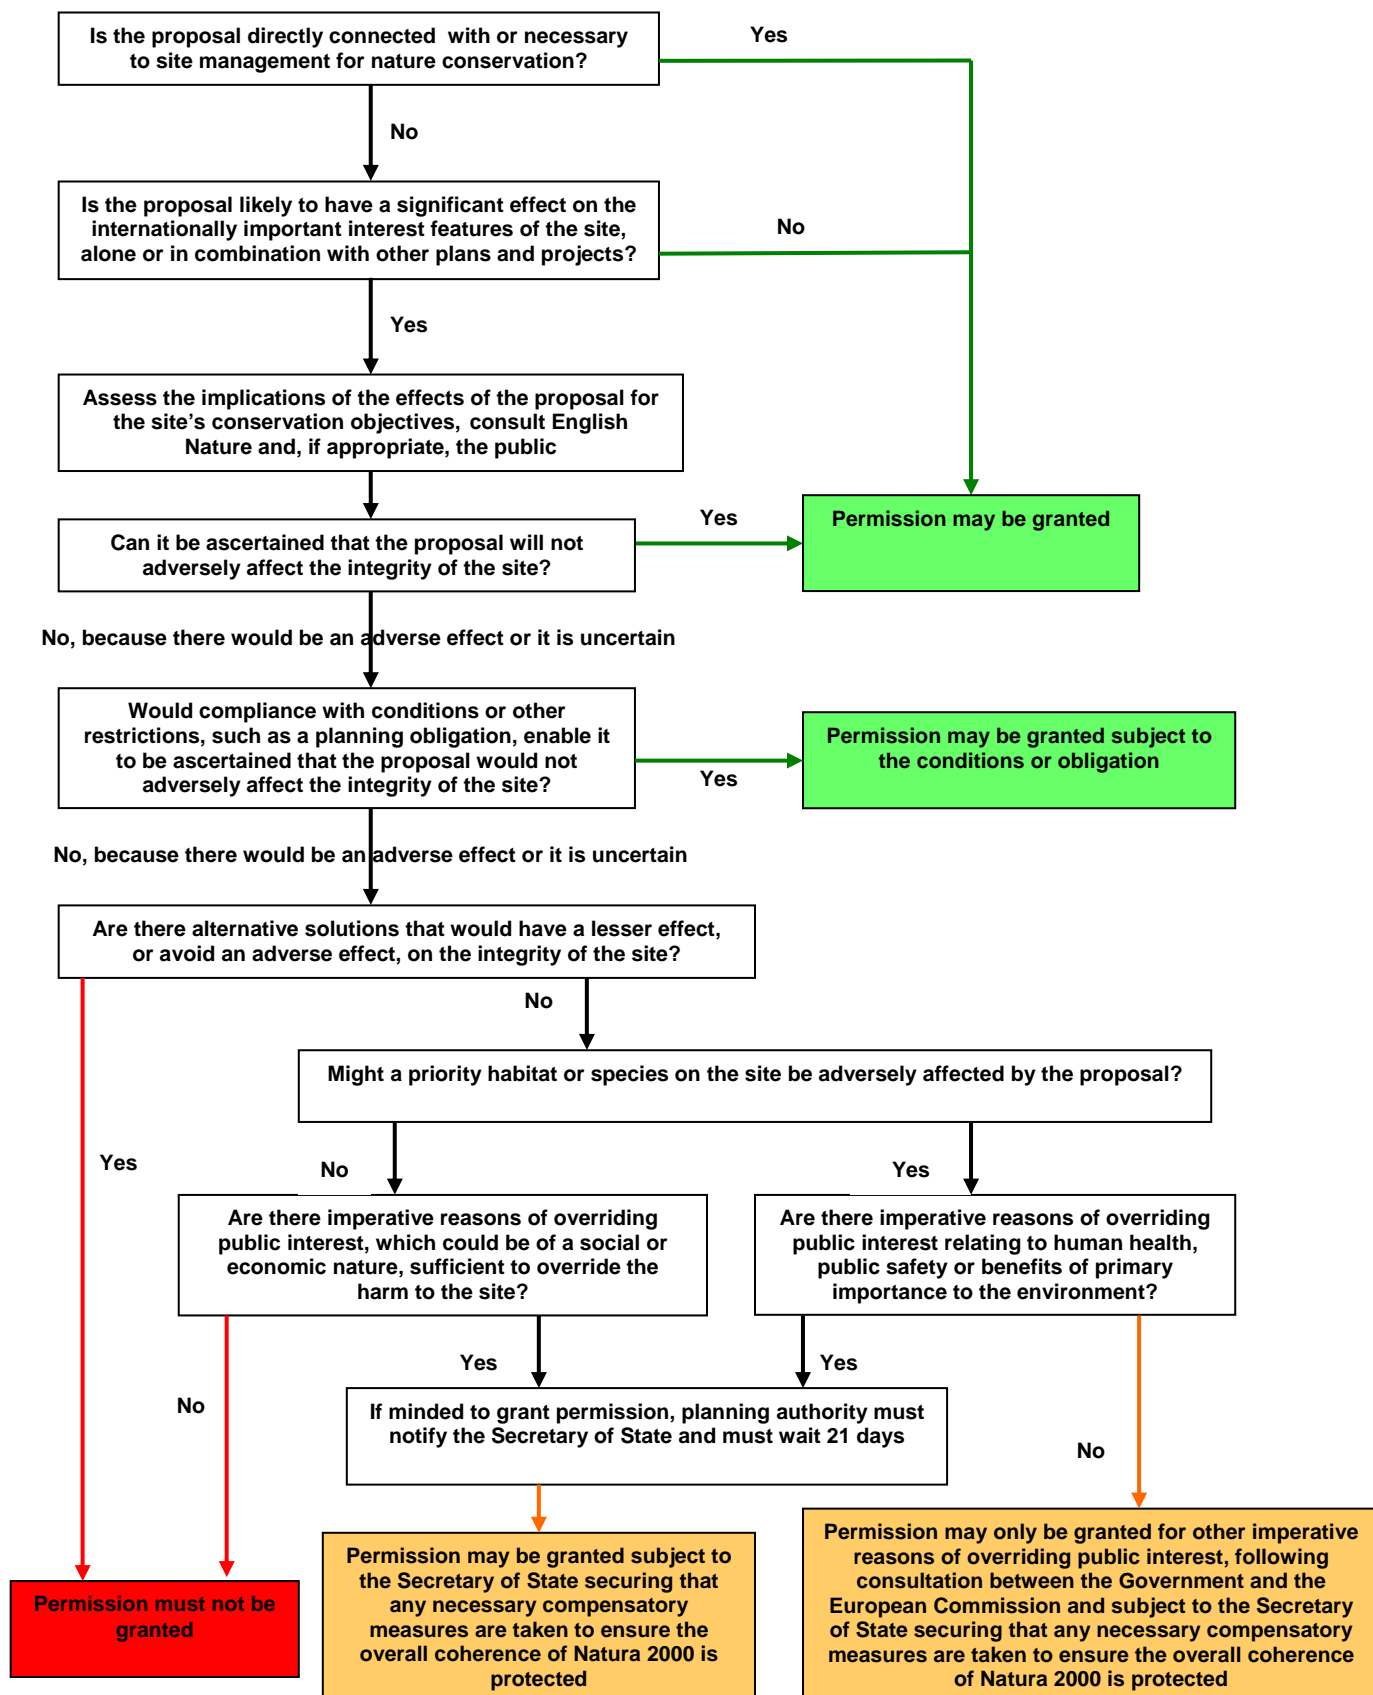 Is the proposal directly connected with or necessary
to site management for nature conservation?
Yes
No
Is the proposal likely to have a significant effect on the
internationally important interest features of the site,
alone or in combination with other plans and projects?
No
Yes
Assess the implications of the effects of the proposal for
the site’s conservation objectives, consult English
Nature and, if appropriate, the public
Can it be ascertained that the proposal will not
adversely affect the integrity of the site?
Yes
Permission may be granted
No, because there would be an adverse effect or it is uncertain
Would compliance with conditions or other
restrictions, such as a planning obligation, enable it
to be ascertained that the proposal would not
adversely affect the integrity of the site?
Yes
Permission may be granted subject to
the conditions or obligation
No, because there would be an adverse effect or it is uncertain
Are there alternative solutions that would have a lesser effect,
or avoid an adverse effect, on the integrity of the site?
No
Might a priority habitat or species on the site be adversely affected by the proposal?
Yes
No
Yes
Are there imperative reasons of overriding
public interest, which could be of a social or
economic nature, sufficient to override the
harm to the site?
Are there imperative reasons of overriding
public interest relating to human health,
public safety or benefits of primary
importance to the environment?
Yes
Yes
No
If minded to grant permission, planning authority must
notify the Secretary of State and must wait 21 days
No
Permission must not be
granted
Permission may be granted subject to
the Secretary of State securing that
any necessary compensatory
measures are taken to ensure the
overall coherence of Natura 2000 is
protected
Permission may only be granted for other imperative
reasons of overriding public interest, following
consultation between the Government and the
European Commission and subject to the Secretary
of State securing that any necessary compensatory
measures are taken to ensure the overall coherence
of Natura 2000 is protected